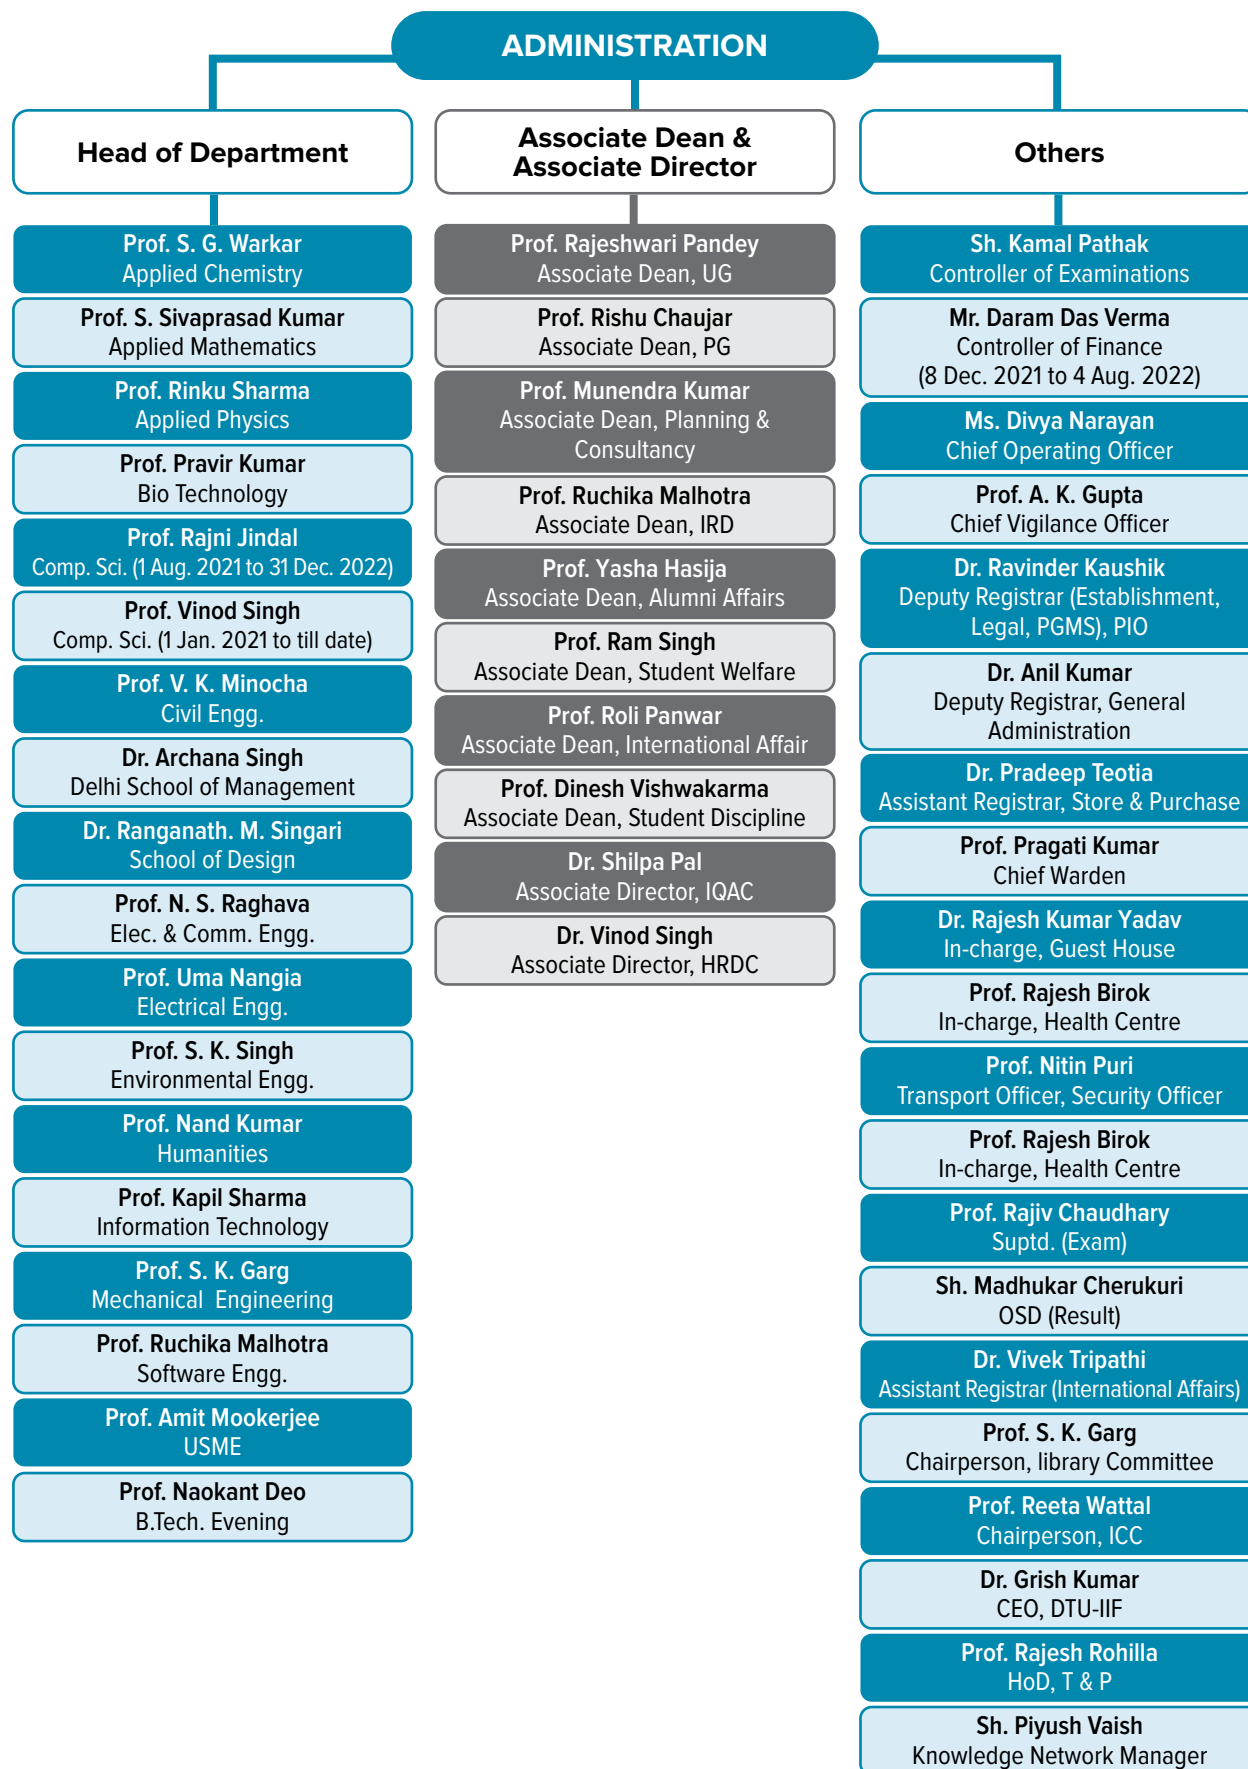 ADMINISTRATION
Head of Department
Prof. S. G. Warkar
Applied Chemistry
Prof. S. Sivaprasad Kumar
Applied Mathematics
Prof. Rinku Sharma
Applied Physics
Prof. Pravir Kumar
Bio Technology
Prof. Rajni Jindal
Comp. Sci. (1 Aug. 2021 to 31 Dec. 2022)
Prof. Vinod Singh
Comp. Sci. (1 Jan. 2021 to till date)
Prof. V. K. Minocha
Civil Engg.
Dr. Archana Singh
Delhi School of Management
Dr. Ranganath. M. Singari
School of Design
Prof. N. S. Raghava
Elec. & Comm. Engg.
Prof. Uma Nangia
Electrical Engg.
Prof. S. K. Singh
Environmental Engg.
Prof. Nand Kumar
Humanities
Prof. Kapil Sharma
Information Technology
Prof. S. K. Garg
Mechanical Engineering
Prof. Ruchika Malhotra
Software Engg.
Prof. Amit Mookerjee
USME
Prof. Naokant Deo
B.Tech. Evening
Associate Dean &
Associate Director
Prof. Rajeshwari Pandey
Associate Dean, UG
Prof. Rishu Chaujar
Associate Dean, PG
Prof. Munendra Kumar
Associate Dean, Planning &
Consultancy
Prof. Ruchika Malhotra
Associate Dean, IRD
Prof. Yasha Hasija
Associate Dean, Alumni Affairs
Prof. Ram Singh
Associate Dean, Student Welfare
Prof. Roli Panwar
Associate Dean, International Affair
Prof. Dinesh Vishwakarma
Associate Dean, Student Discipline
Dr. Shilpa Pal
Associate Director, IQAC
Dr. Vinod Singh
Associate Director, HRDC
Others
Sh. Kamal Pathak
Controller of Examinations
Mr. Daram Das Verma
Controller of Finance
(8 Dec. 2021 to 4 Aug. 2022)
Ms. Divya Narayan
Chief Operating Officer
Prof. A. K. Gupta
Chief Vigilance Officer
Dr. Ravinder Kaushik
Deputy Registrar (Establishment,
Legal, PGMS), PIO
Dr. Anil Kumar
Deputy Registrar, General
Administration
Dr. Pradeep Teotia
Assistant Registrar, Store & Purchase
Prof. Pragati Kumar
Chief Warden
Dr. Rajesh Kumar Yadav
In-charge, Guest House
Prof. Rajesh Birok
In-charge, Health Centre
Prof. Nitin Puri
Transport Officer, Security Officer
Prof. Rajesh Birok
In-charge, Health Centre
Prof. Rajiv Chaudhary
Suptd. (Exam)
Sh. Madhukar Cherukuri
OSD (Result)
Dr. Vivek Tripathi
Assistant Registrar (International Affairs)
Prof. S. K. Garg
Chairperson, library Committee
Prof. Reeta Wattal
Chairperson, ICC
Dr. Grish Kumar
CEO, DTU-IIF
Prof. Rajesh Rohilla
HoD, T & P
Sh. Piyush Vaish
Knowledge Network Manager